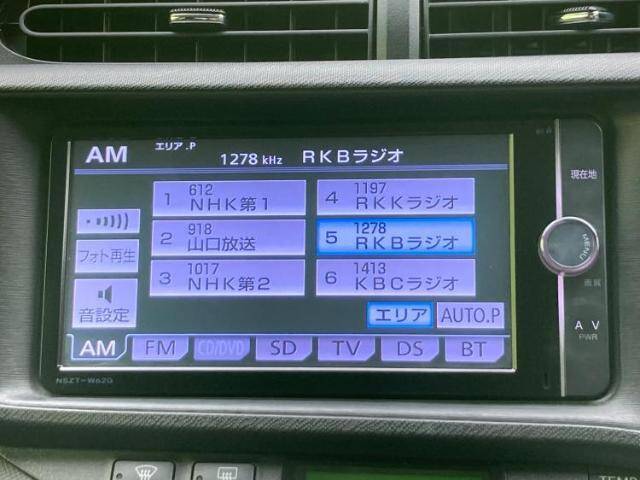 AM エリア.P 1278 kHz RKBラジオ
現在地
1 612 NHK第1
4 1197 RKKラジオ
2 918 山口放送
5 1278 RKBラジオ
3 1017 NHK第2
6 1413 KBCラジオ
フォト再生
音設定
エリア AUTO.P
AM FM CD/DVD SD TV DS BT
MENU
画質
A V
PWR
NSZT-W62G
TEMP